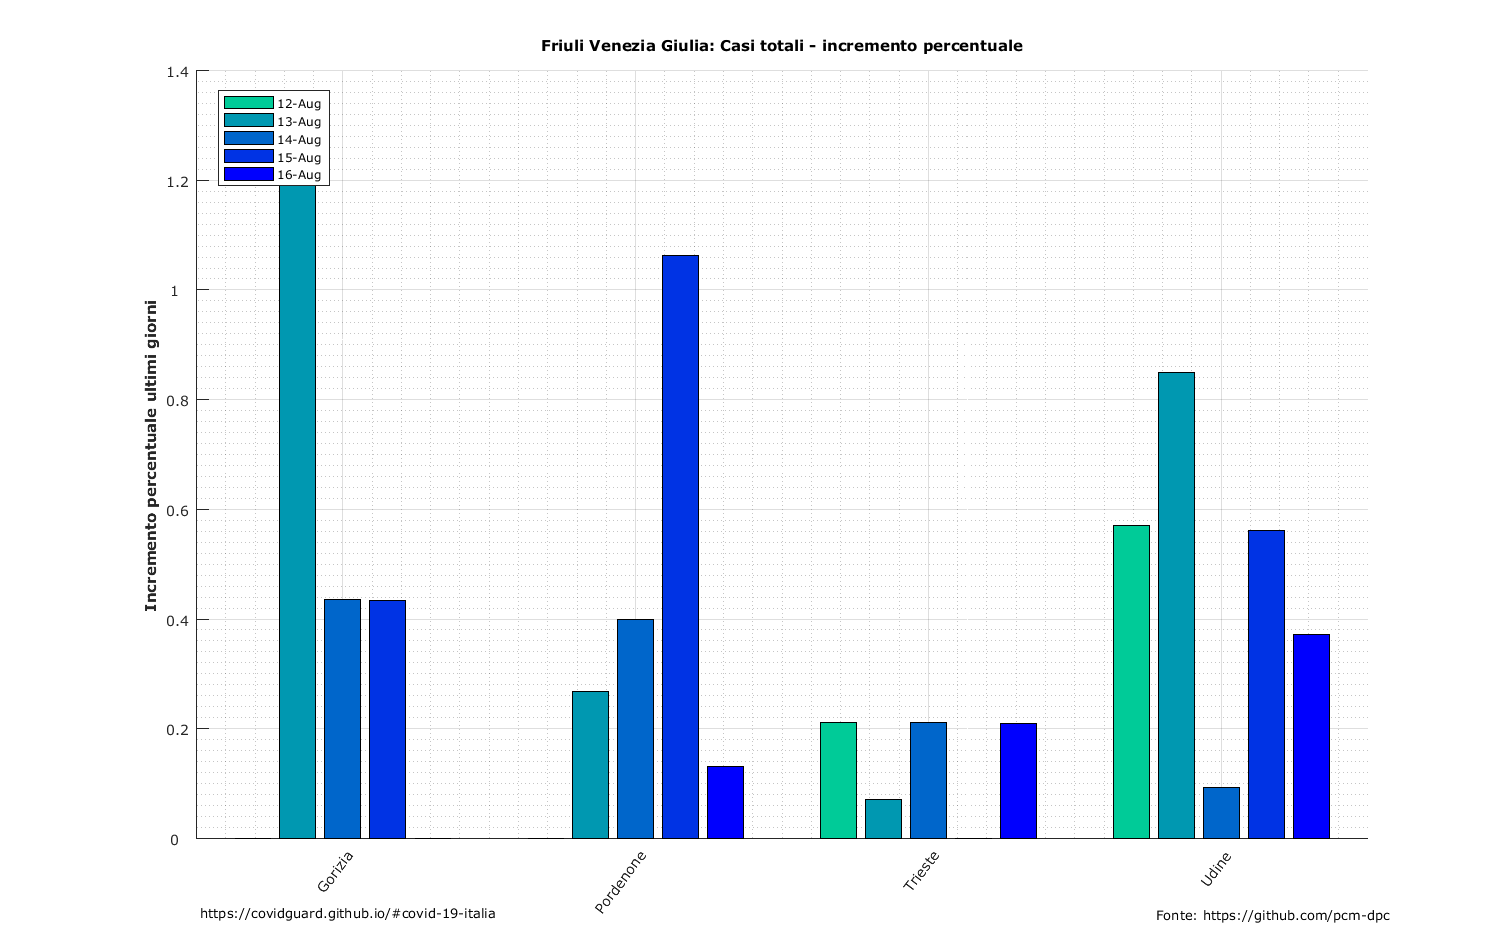 Friuli Venezia Giulia: Casi totali - incremento percentuale
Incremento percentuale ultimi giorni
1.4
1.2
1
0.8
0.6
0.4
0.2
0
12-Aug
13-Aug
14-Aug
15-Aug
16-Aug
Gorizia
Pordenone
Trieste
Udine
https://covidguard.github.io/#covid-19-italia
Fonte: https://github.com/pcm-dpc